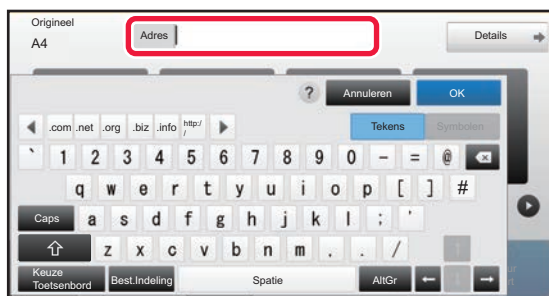 Origineel
A4
Adres
Details
?
Annuleren
OK
.com .net .org .biz .info http:/
/
Tekens
Symbolen
` 1 2 3 4 5 6 7 8 9 0 - = @
q w e r t y u i o p [ ] #
Caps a s d f g h j k l ; '
z x c v b n m , . /
Keuze
Toetsenbord
Best.Indeling
Spatie
AltGr